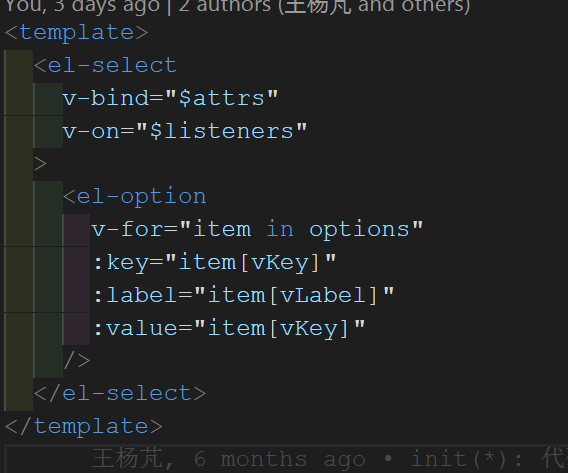 You, 3 days ago | 2 authors (王杨芃 and others)
<template>
  <el-select
    v-bind="$attrs"
    v-on="$listeners"
  >
    <el-option
      v-for="item in options"
      :key="item[vKey]"
      :label="item[vLabel]"
      :value="item[vKey]"
    />
  </el-select>
</template>
王杨芃, 6 months ago • init(*): 代